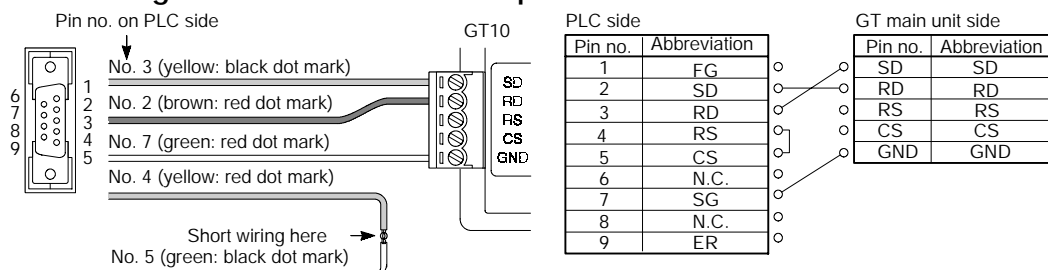 Pin no. on PLC side
GT10
No. 3 (yellow: black dot mark)
No. 2 (brown: red dot mark)
No. 7 (green: red dot mark)
No. 4 (yellow: red dot mark)
Short wiring here
No. 5 (green: black dot mark)
6
7
8
9
1
2
3
4
5
SD
RD
RS
CS
GND
PLC side
Pin no. Abbreviation
1 FG
2 SD
3 RD
4 RS
5 CS
6 N.C.
7 SG
8 N.C.
9 ER
GT main unit side
Pin no. Abbreviation
SD SD
RD RD
RS RS
CS CS
GND GND